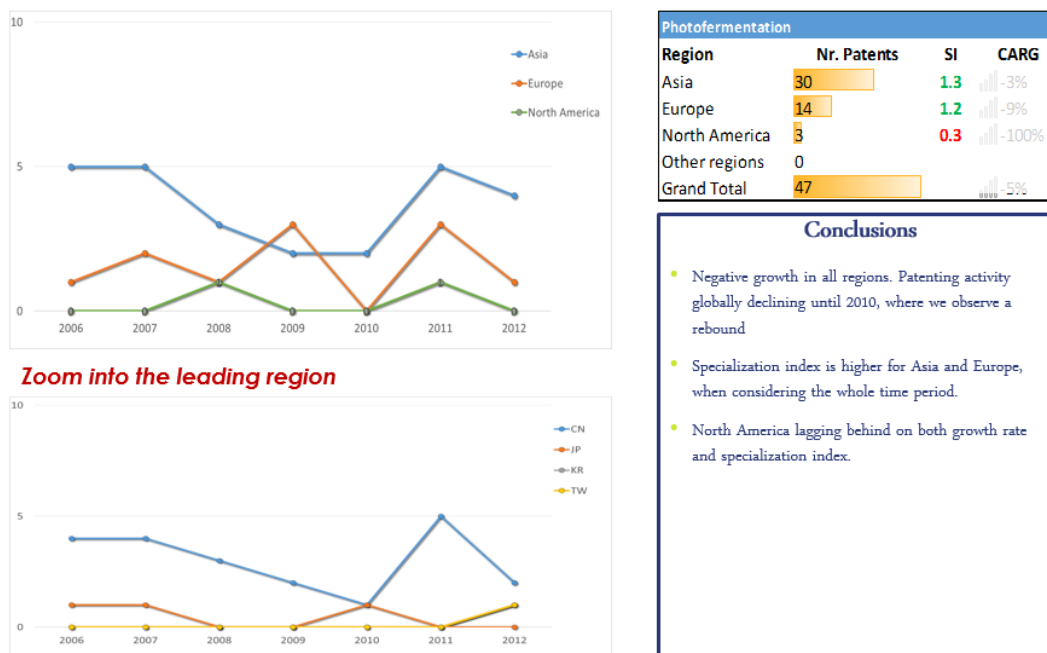 10
Asia
Europe
North America
5
0
2006 2007 2008 2009 2010 2011 2012
Zoom into the leading region
10
CN
JP
KR
TW
5
0
2006 2007 2008 2009 2010 2011 2012
Photofermentation
Region Nr. Patents SI CARG
Asia 30 1.3 -3%
Europe 14 1.2 -9%
North America 3 0.3 -100%
Other regions 0
Grand Total 47 -5%
Conclusions
• Negative growth in all regions. Patenting activity
globally declining until 2010, where we observe a
rebound
• Specialization index is higher for Asia and Europe,
when considering the whole time period.
• North America lagging behind on both growth rate
and specialization index.